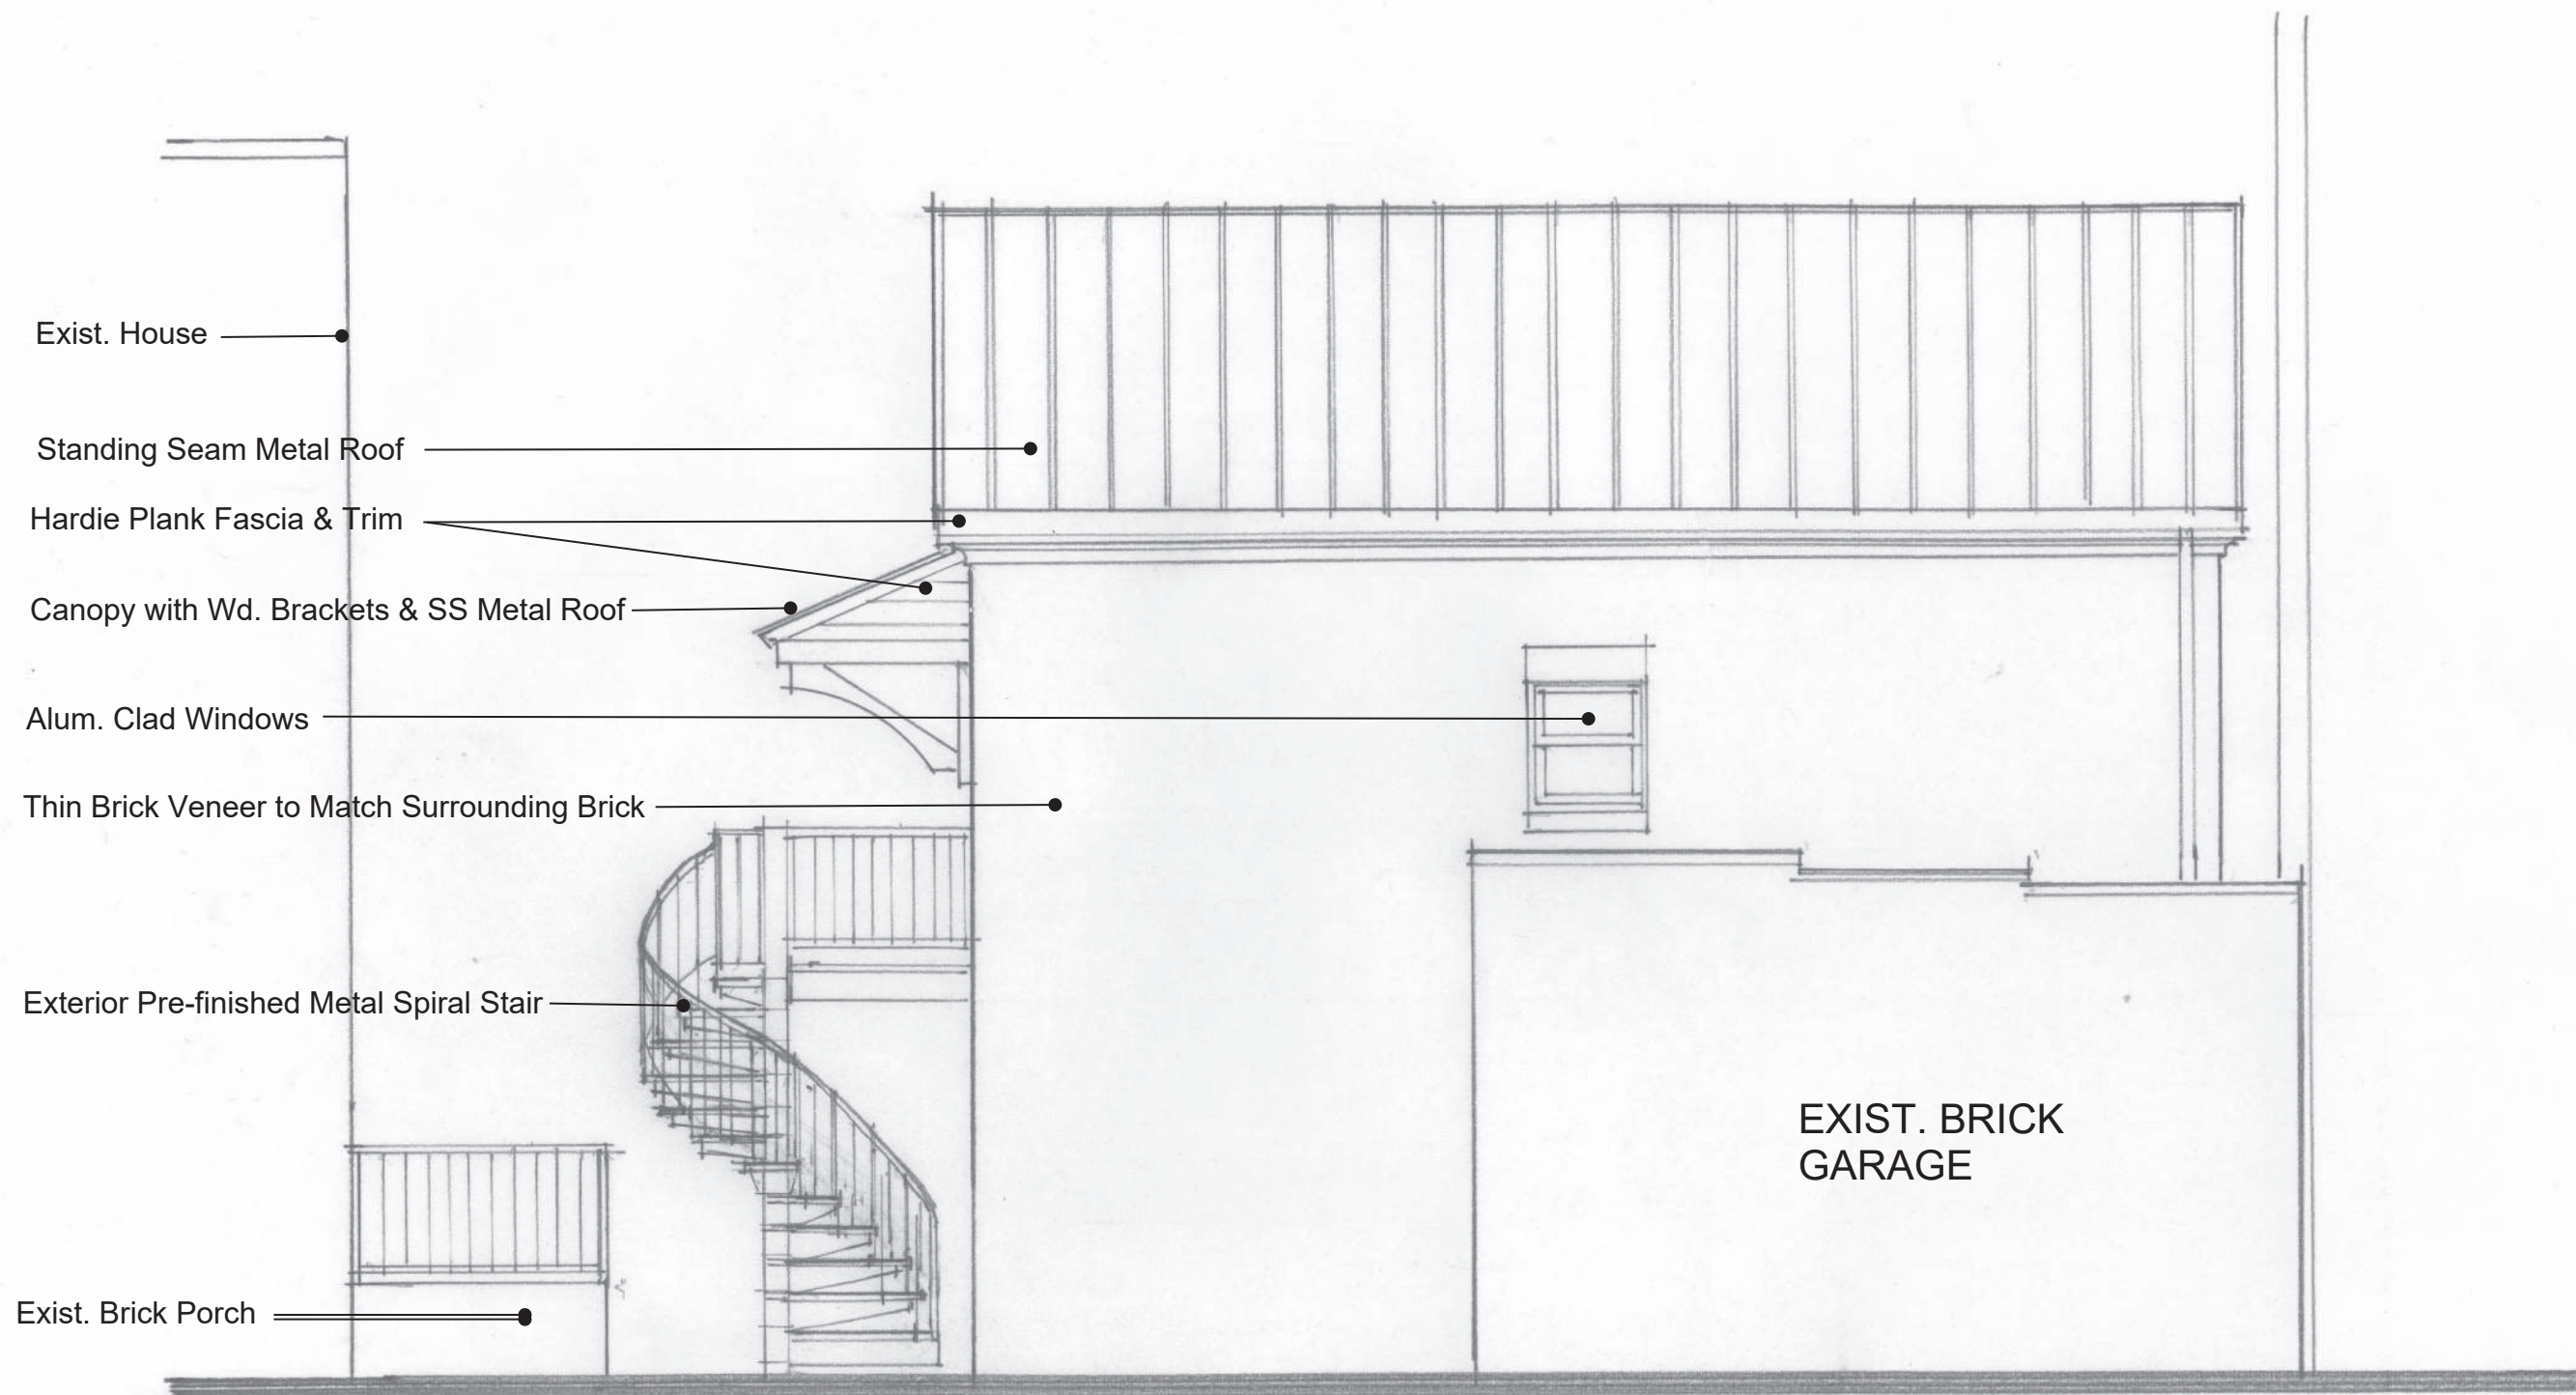 Exist. House
Standing Seam Metal Roof
Hardie Plank Fascia & Trim
Canopy with Wd. Brackets & SS Metal Roof
Alum. Clad Windows
Thin Brick Veneer to Match Surrounding Brick
Exterior Pre-finished Metal Spiral Stair
EXIST. BRICK
GARAGE
Exist. Brick Porch